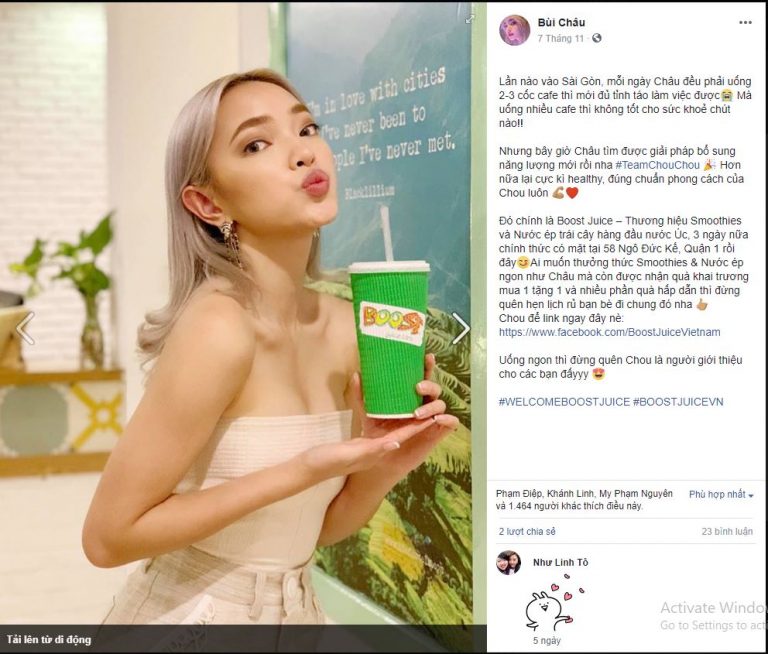 I'm in love with cities
I've never been to
people I've never met.
Blacklillium
BOOST
Tải lên từ di động
Bùi Châu
7 Tháng 11 ·
Lần nào vào Sài Gòn, mỗi ngày Châu đều phải uống
2-3 cốc cafe thì mới đủ tỉnh táo làm việc được😭 Mà
uống nhiều cafe thì không tốt cho sức khoẻ chút
nào!!
Nhưng bây giờ Châu tìm được giải pháp bổ sung
năng lượng mới rồi nha #TeamChouChou 🎉 Hơn
nữa lại cực kì healthy, đúng chuẩn phong cách của
Chou luôn 💪🏼❤️
Đó chính là Boost Juice – Thương hiệu Smoothies
và Nước ép trái cây hàng đầu nước Úc, 3 ngày nữa
chính thức có mặt tại 58 Ngô Đức Kế, Quận 1 rồi
đây😋Ai muốn thưởng thức Smoothies & Nước ép
ngon như Châu mà còn được nhận quà khai trương
mua 1 tặng 1 và nhiều phần quà hấp dẫn thì đừng
quên hẹn lịch rủ bạn bè đi chung đó nha 👍🏼
Chou để link ngay đây nè:
https://www.facebook.com/BoostJuiceVietnam
Uống ngon thì đừng quên Chou là người giới thiệu
cho các bạn đấyyy 😍
#WELCOMEBOOSTJUICE #BOOSTJUICEVN
Phạm Điệp, Khánh Linh, My Phạm Nguyên
và 1.464 người khác thích điều này.
Phù hợp nhất
2 lượt chia sẻ
23 bình luận
Như Linh Tô
5 ngày
Activate Windo
Go to Settings to act